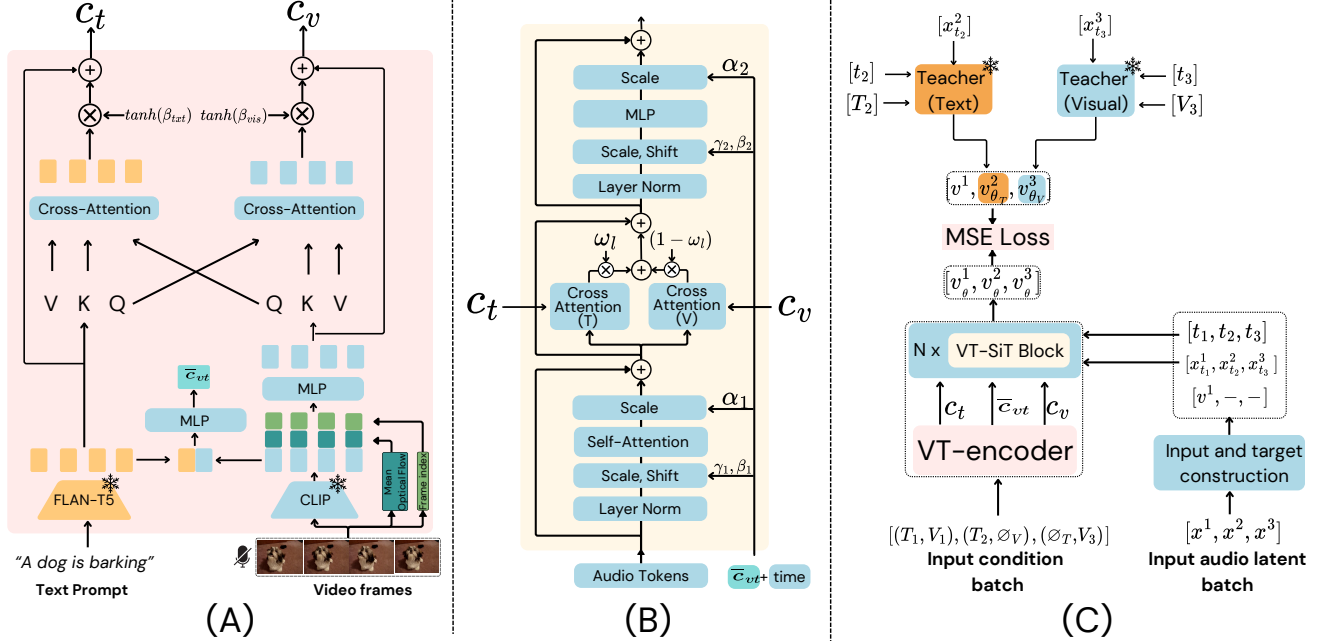 c_t
c_v
+
+
×
tanh(β_txt) tanh(β_vis)
×
Cross-Attention
Cross-Attention
V K Q
Q K V
c̅_vt
MLP
MLP
FLAN-T5
CLIP
Mean Optical Flow
Frame index
"A dog is barking"
Text Prompt
Video frames
(A)
+
Scale
α_2
MLP
Scale, Shift
γ_2, β_2
Layer Norm
+
ω_l
(1 − ω_l)
×
+
×
c_t
Cross
Attention
(T)
Cross
Attention
(V)
c_v
+
Scale
α_1
Self-Attention
Scale, Shift
γ_1, β_1
Layer Norm
Audio Tokens
c̅_vt + time
(B)
[x^2_{t_2}]
[x^3_{t_3}]
[t_2]
[T_2]
Teacher
(Text)
Teacher
(Visual)
[t_3]
[V_3]
[v^1, v^2_{θ_T}, v^3_{θ_V}]
MSE Loss
[v^1_θ, v^2_θ, v^3_θ]
N x
VT-SiT Block
[t_1, t_2, t_3]
[x^1_{t_1}, x^2_{t_2}, x^3_{t_3}]
[v^1, −, −]
c_t
c̅_vt
c_v
VT-encoder
Input and target
construction
[(T_1, V_1), (T_2, ∅_V), (∅_T, V_3)]
[x^1, x^2, x^3]
Input condition
batch
Input audio latent
batch
(C)